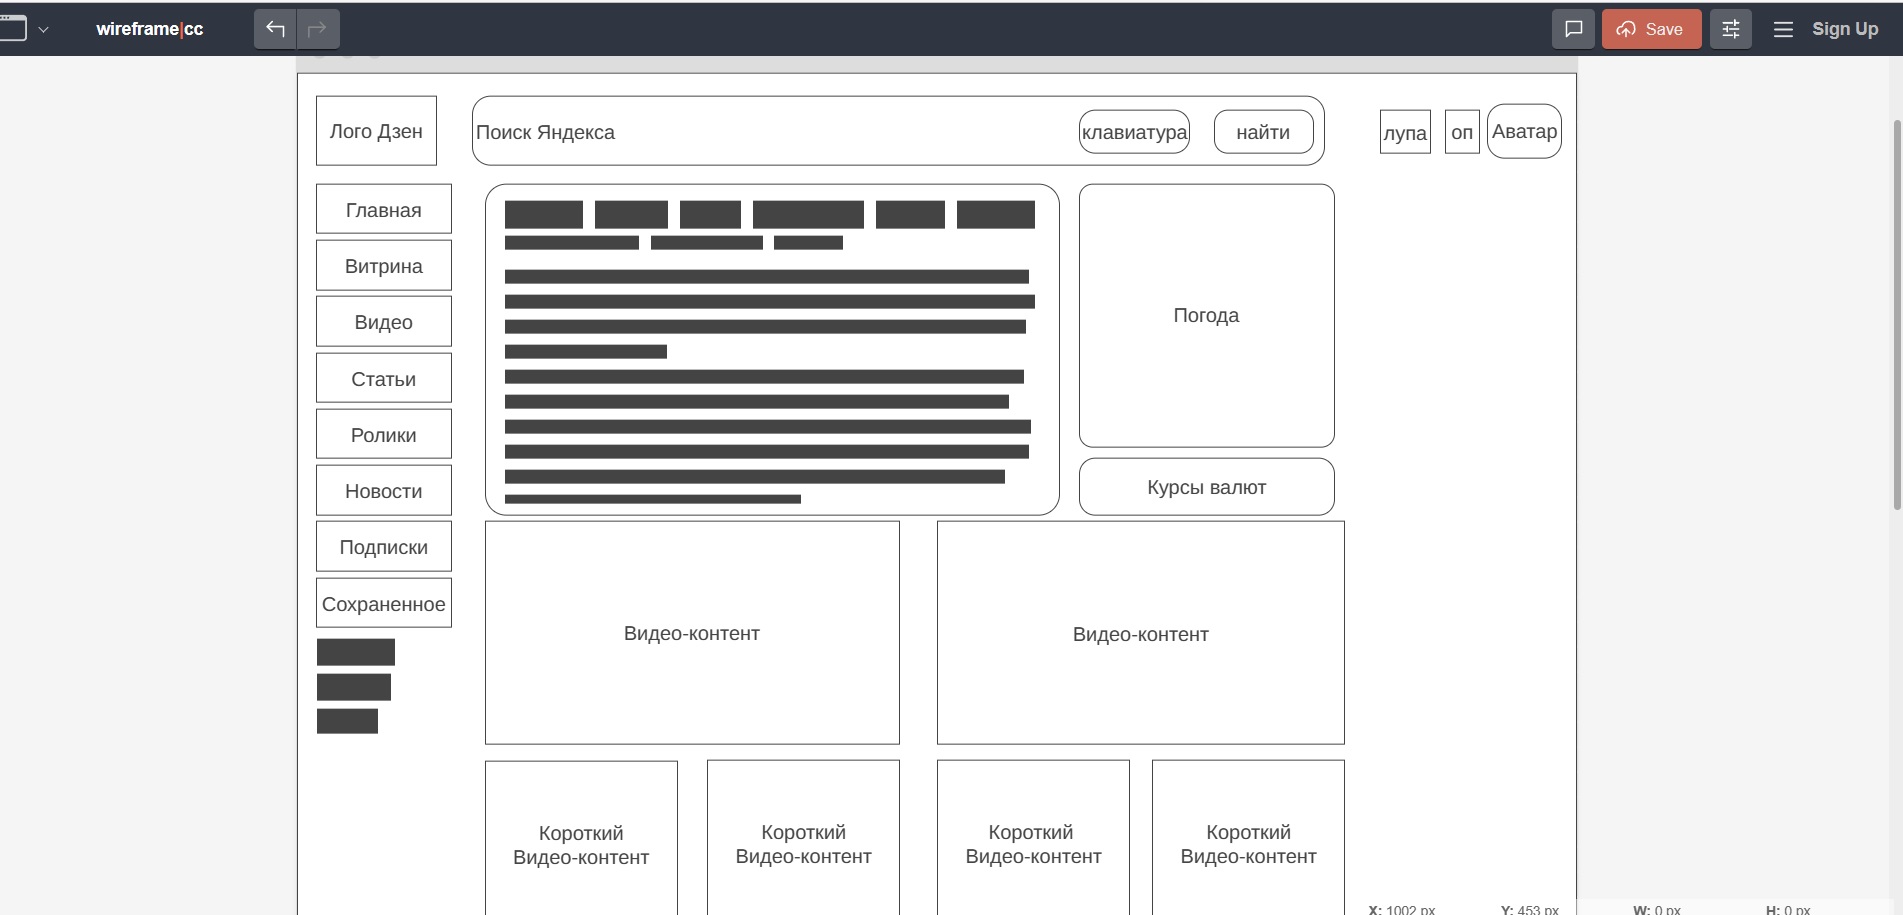 wireframe|cc
Save
Sign Up
Лого Дзен
Поиск Яндекса
клавиатура
найти
лупа
оп
Аватар
Главная
Витрина
Видео
Статьи
Ролики
Новости
Подписки
Сохраненное
Погода
Курсы валют
Видео-контент
Видео-контент
Короткий
Видео-контент
Короткий
Видео-контент
Короткий
Видео-контент
Короткий
Видео-контент
X: 1002 px
Y: 453 px
W: 0 px
H: 0 px